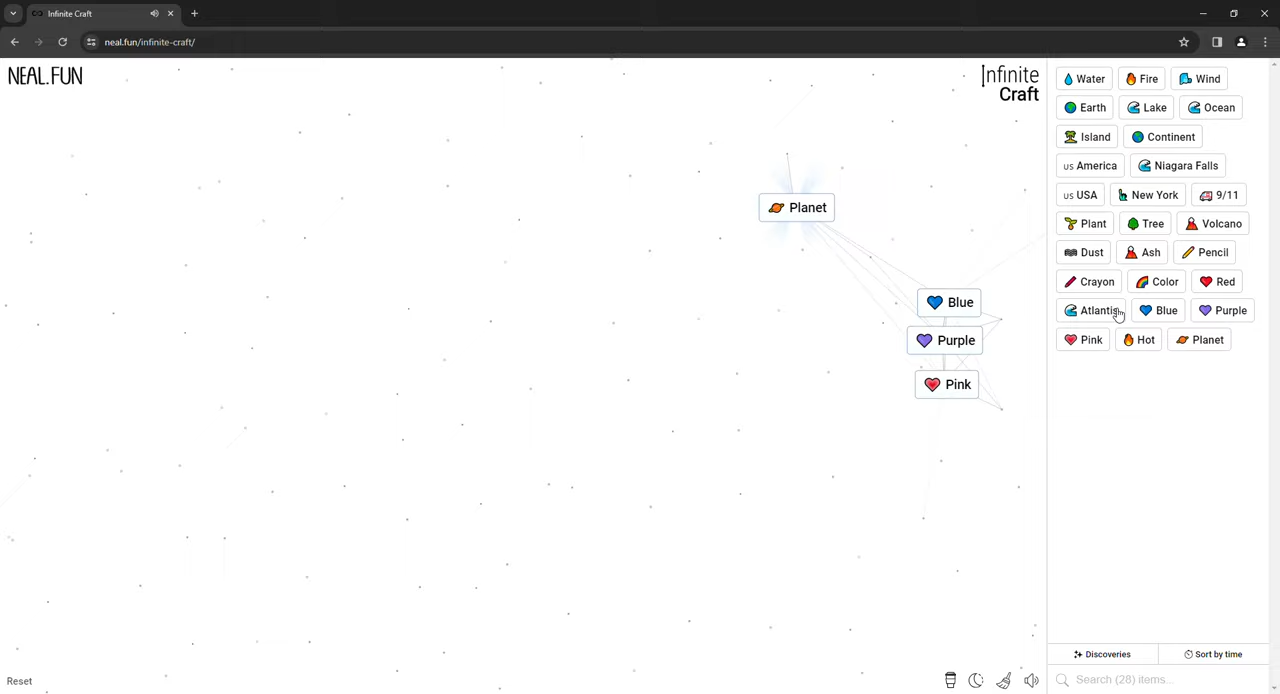 Infinite Craft
neal.fun/infinite-craft/
NEAL.FUN
Infinite
Craft
Planet
Blue
Purple
Pink
Water Fire Wind
Earth Lake Ocean
Island Continent
US America Niagara Falls
US USA New York 9/11
Plant Tree Volcano
Dust Ash Pencil
Crayon Color Red
Atlantis Blue Purple
Pink Hot Planet
Discoveries Sort by time
Reset
Search (28) items...